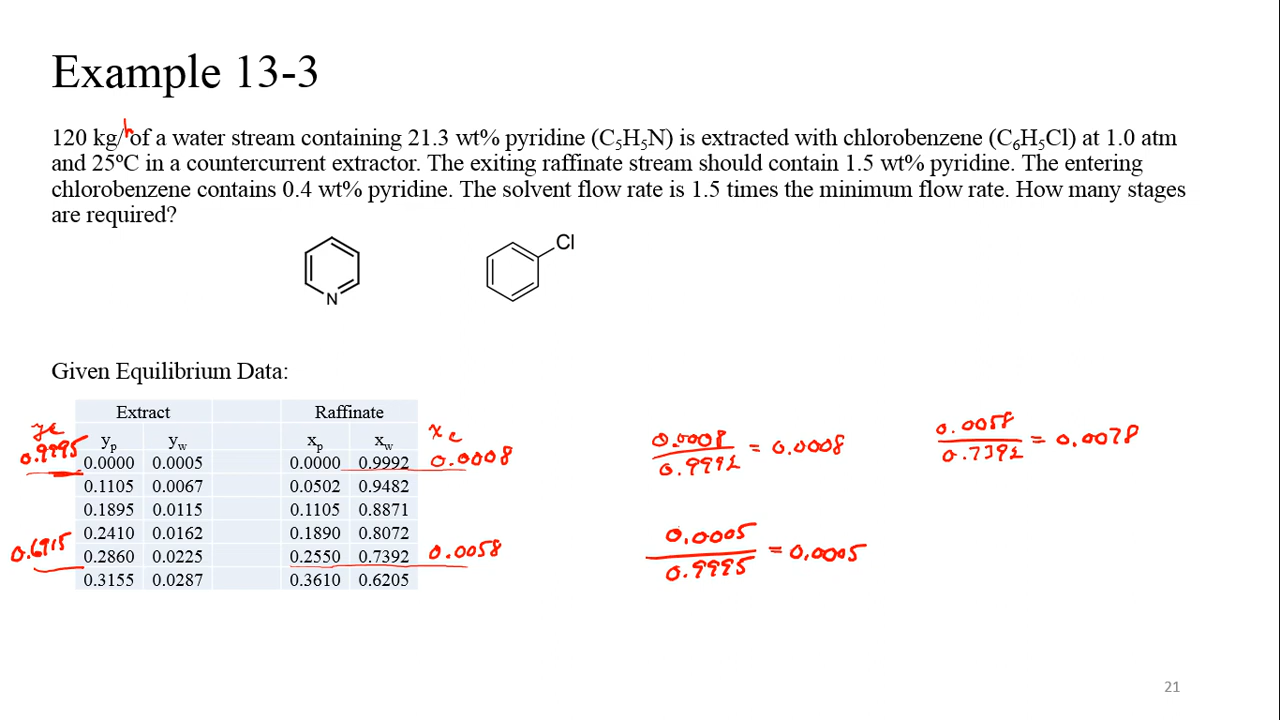 Example 13-3
120 kg/h of a water stream containing 21.3 wt% pyridine (C₅H₅N) is extracted with chlorobenzene (C₆H₅Cl) at 1.0 atm
and 25ºC in a countercurrent extractor. The exiting raffinate stream should contain 1.5 wt% pyridine. The entering
chlorobenzene contains 0.4 wt% pyridine. The solvent flow rate is 1.5 times the minimum flow rate. How many stages
are required?
Cl
N
Given Equilibrium Data:
Extract Raffinate
yc yp yw xp xw xc
0.9995 0.0000 0.0005 0.0000 0.9992 0.0008
0.1105 0.0067 0.0502 0.9482
0.1895 0.0115 0.1105 0.8871
0.2410 0.0162 0.1890 0.8072
0.6915 0.2860 0.0225 0.2550 0.7392 0.0058
0.3155 0.0287 0.3610 0.6205
0.0008
0.9992
= 0.0008
0.0058
0.7392
= 0.0078
0.0005
0.9995
= 0.0005
21